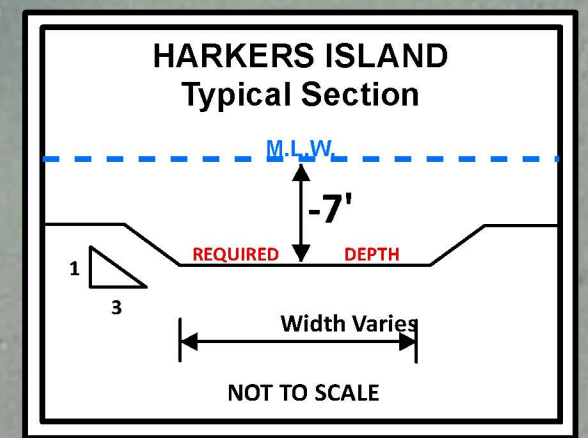 HARKERS ISLAND
Typical Section
M.L.W.
-7'
REQUIRED DEPTH
1
3
Width Varies
NOT TO SCALE